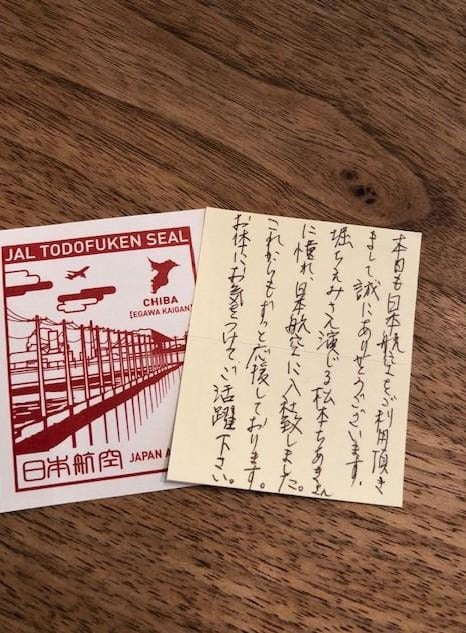 JAL TODOFUKEN SEAL
CHIBA
[EGAWA KAIGAN]
日本航空
JAPAN A
本日も日本航空をご利用頂き
まして誠にありがとうございます。
堀ちえみさん演じる松本ちあきさん
に憧れ、日本航空に入社致しました。
これからもずっと応援しております。
お体にお気をつけてご活躍下さい。